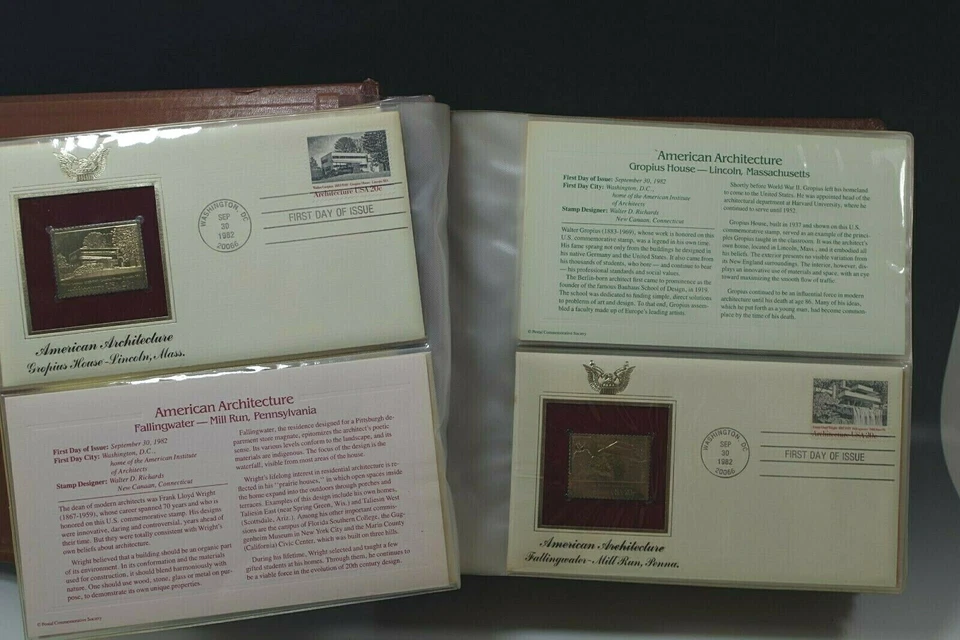 Architecture USA 20c
WASHINGTON, DC
SEP
30
1982
20066
FIRST DAY OF ISSUE
American Architecture
Gropius House-Lincoln, Mass.
American Architecture
Fallingwater — Mill Run, Pennsylvania
First Day of Issue: September 30, 1982
First Day City: Washington, D.C.,
home of the American Institute
of Architects
Stamp Designer: Walter D. Richards
New Canaan, Connecticut
The dean of modern architects was Frank Lloyd Wright
(1867-1959), whose career spanned 70 years and who is
honored on this U.S. commemorative stamp. His designs
were innovative, daring and controversial, years ahead of
their time. But they were totally consistent with Wright's
own beliefs about architecture.
Wright believed that a building should be an organic part
of its environment. In its conformation and the materials
used for construction, it should blend harmoniously with
nature. One should use wood, stone, glass or metal on pur-
pose, to demonstrate its own unique properties.
Fallingwater, the residence designed for a Pittsburgh de-
partment store magnate, epitomizes the architect's poetic
sense. Its various levels conform to the landscape, and its
materials are indigenous. The focus of the design is the
waterfall, visible from most areas of the house.
Wright's lifelong interest in residential architecture is re-
flected in his "prairie houses," in which open spaces inside
the home expand into the outdoors through porches and
terraces. Examples of this design include his own homes,
Taliesin East (near Spring Green, Wis.) and Taliesin West
(Scottsdale, Ariz.). Among his other important commis-
sions are the campus of Florida Southern College, the Gug-
genheim Museum in New York City and the Marin County
(California) Civic Center, which was built on three hills.
During his lifetime, Wright selected and taught a few
gifted students at his homes. Through them, he continues to
be a viable force in the evolution of 20th century design.
© Postal Commemorative Society
American Architecture
Gropius House — Lincoln, Massachusetts
First Day of Issue: September 30, 1982
First Day City: Washington, D.C.,
home of the American Institute
of Architects
Stamp Designer: Walter D. Richards
New Canaan, Connecticut
Walter Gropius (1883-1969), whose work is honored on this
U.S. commemorative stamp, was a legend in his own time.
His fame sprang not only from the buildings he designed in
his native Germany and the United States. It also came from
his thousands of students, who bore — and continue to bear
— his professional standards and social values.
The Berlin-born architect first came to prominence as the
founder of the famous Bauhaus School of Design, in 1919.
The school was dedicated to finding simple, direct solutions
to problems of art and design. To that end, Gropius assem-
bled a faculty made up of Europe's leading artists.
Shortly before World War II, Gropius left his homeland
to come to the United States. He was appointed head of the
architectural department at Harvard University, where he
continued to serve until 1952.
Gropius House, built in 1937 and shown on this U.S.
commemorative stamp, served as an example of the princi-
ples Gropius taught in the classroom. It was the architect's
own home, located in Lincoln, Mass., and it embodied all
his beliefs. The exterior presents no visible variation from
its New England surroundings. The interior, however, dis-
plays an innovative use of materials and space, with an eye
toward maximizing the smooth flow of traffic.
Gropius continued to be an influential force in modern
architecture until his death at age 86. Many of his ideas,
which he put forth as a young man, had become common-
place by the time of his death.
© Postal Commemorative Society
Architecture USA 20c
WASHINGTON, DC
SEP
30
1982
20066
FIRST DAY OF ISSUE
American Architecture
Fallingwater-Mill Run, Penna.